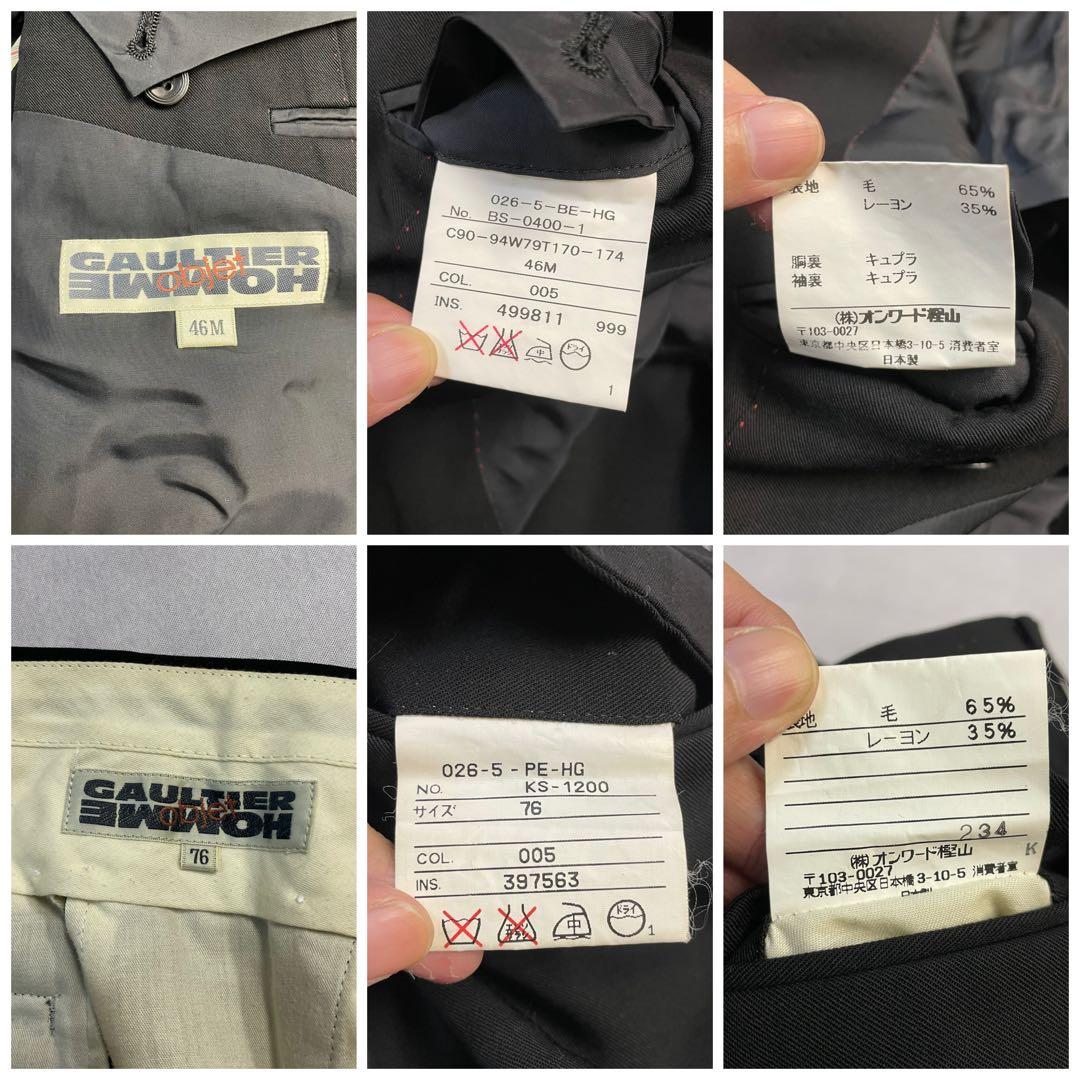 GAULTIER
objet
HOMME
46M
026-5-BE-HG
No. BS-0400-1
C90-94W79T170-174
46M
COL. 005
INS. 499811 999
中 ドライ
1
表地 毛 65%
レーヨン 35%
胴裏 キュプラ
袖裏 キュプラ
(株)オンワード樫山
〒103-0027
東京都中央区日本橋3-10-5 消費者室
日本製
GAULTIER
objet
HOMME
76
026-5-PE-HG
NO. KS-1200
サイズ 76
COL. 005
INS. 397563
中 ドライ
1
表地 毛 65%
レーヨン 35%
234
(株)オンワード樫山 K
〒103-0027
東京都中央区日本橋3-10-5 消費者室
日本製